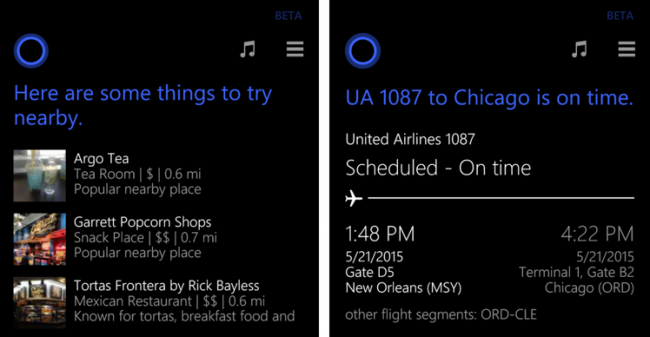 BETA
Here are some things to try
nearby.
Argo Tea
Tea Room | $ | 0.6 mi
Popular nearby place
Garrett Popcorn Shops
Snack Place | $$ | 0.7 mi
Popular nearby place
Tortas Frontera by Rick Bayless
Mexican Restaurant | $$ | 0.6 mi
Known for tortas, breakfast food and
BETA
UA 1087 to Chicago is on time.
United Airlines 1087
Scheduled - On time
1:48 PM 4:22 PM
5/21/2015 5/21/2015
Gate D5 Terminal 1, Gate B2
New Orleans (MSY) Chicago (ORD)
other flight segments: ORD-CLE